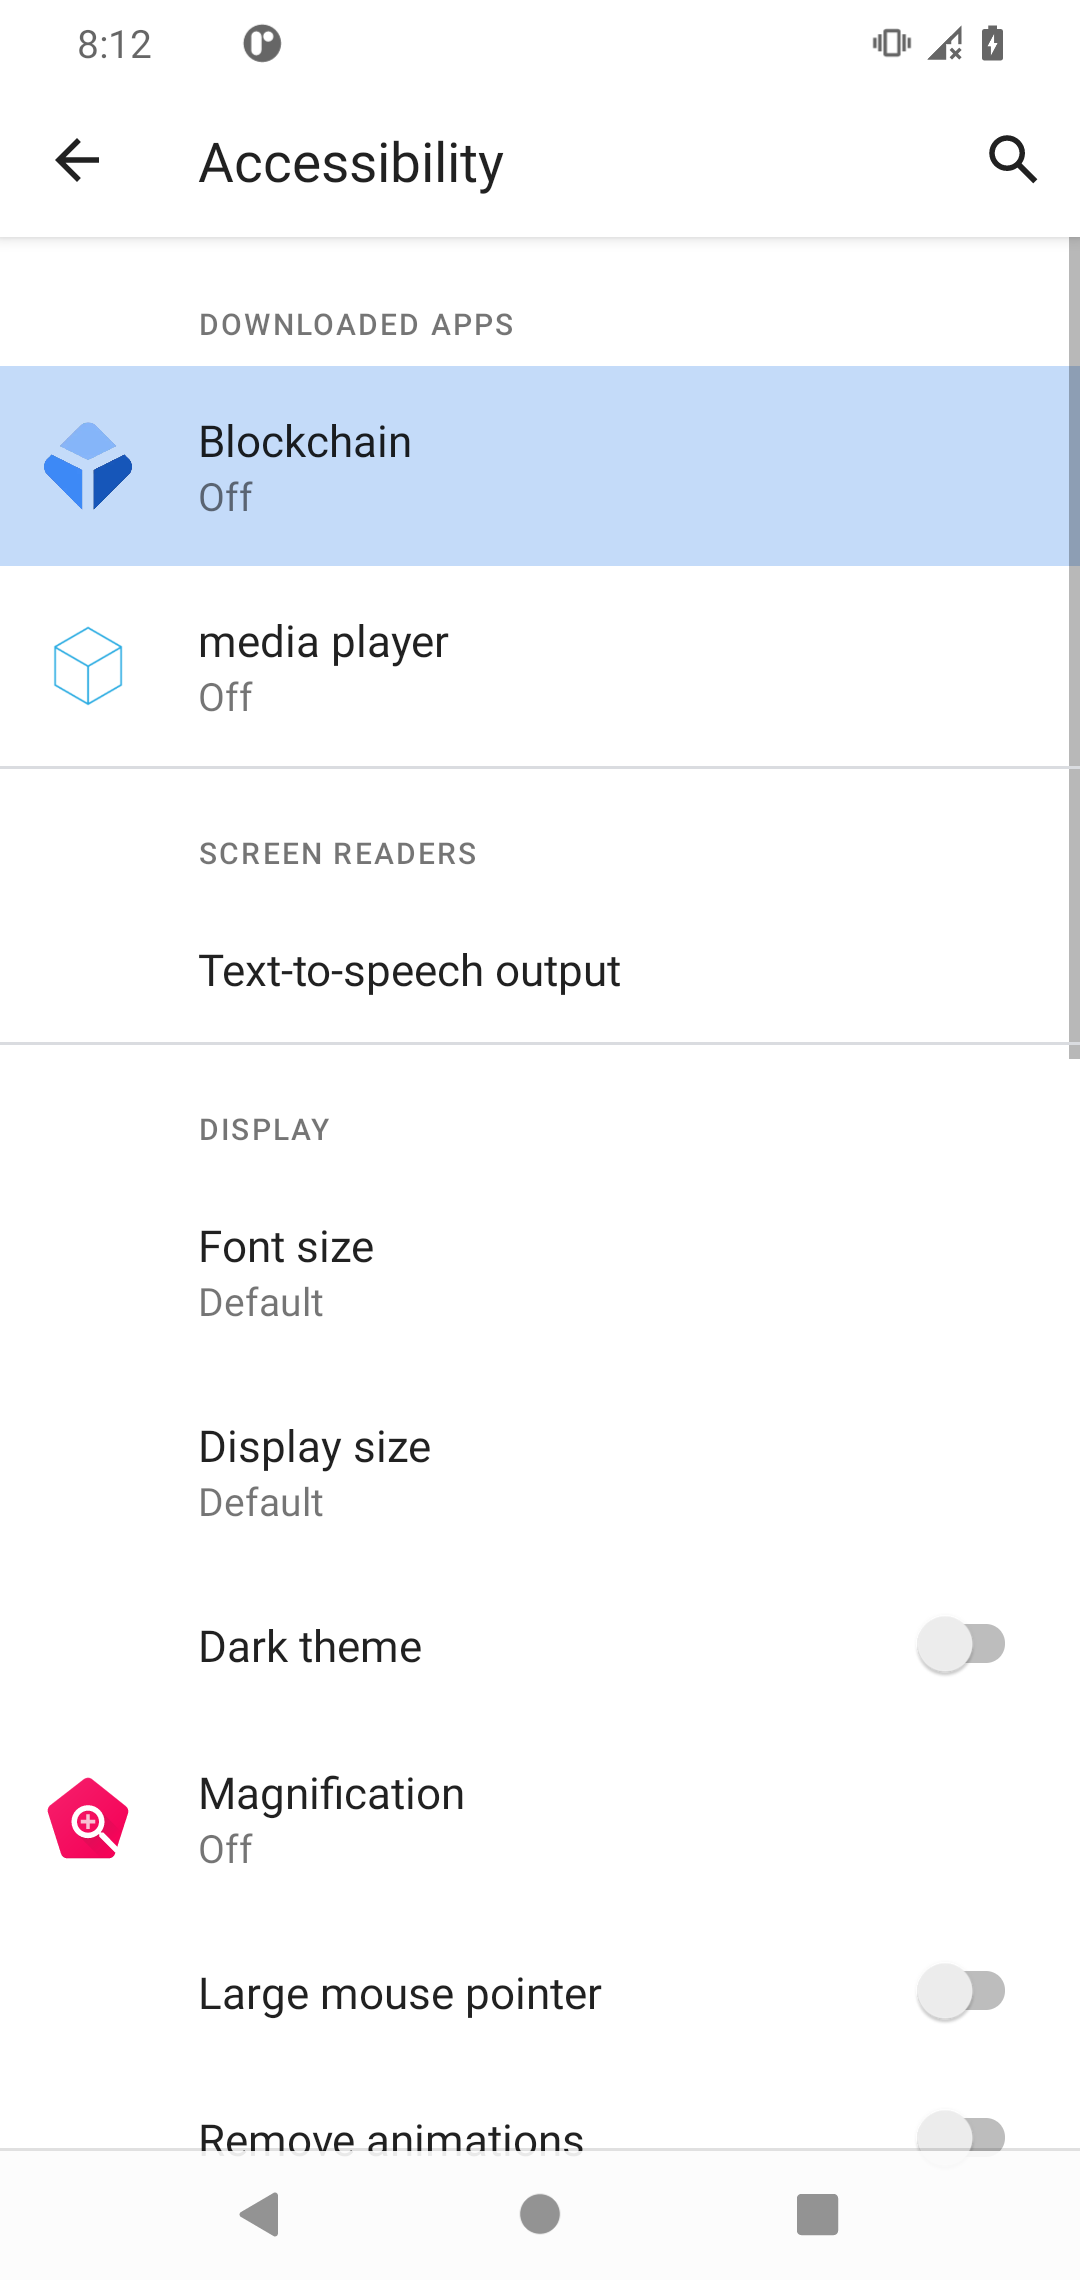 8:12
Accessibility
DOWNLOADED APPS
Blockchain
Off
media player
Off
SCREEN READERS
Text-to-speech output
DISPLAY
Font size
Default
Display size
Default
Dark theme
Magnification
Off
Large mouse pointer
Remove animations